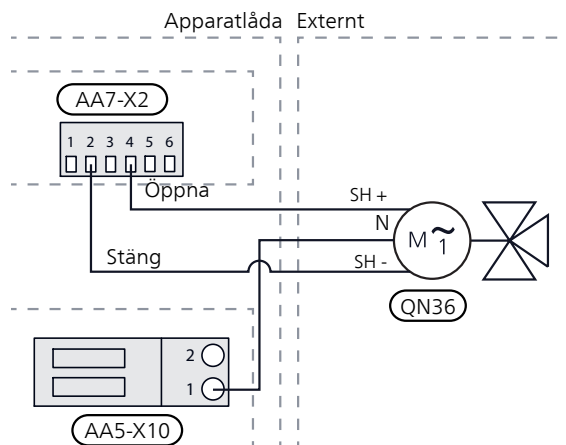 Apparatlåda Externt
AA7-X2
1 2 3 4 5 6
Öppna
SH +
N
M ~ 1
Stäng
SH -
QN36
2
1
AA5-X10